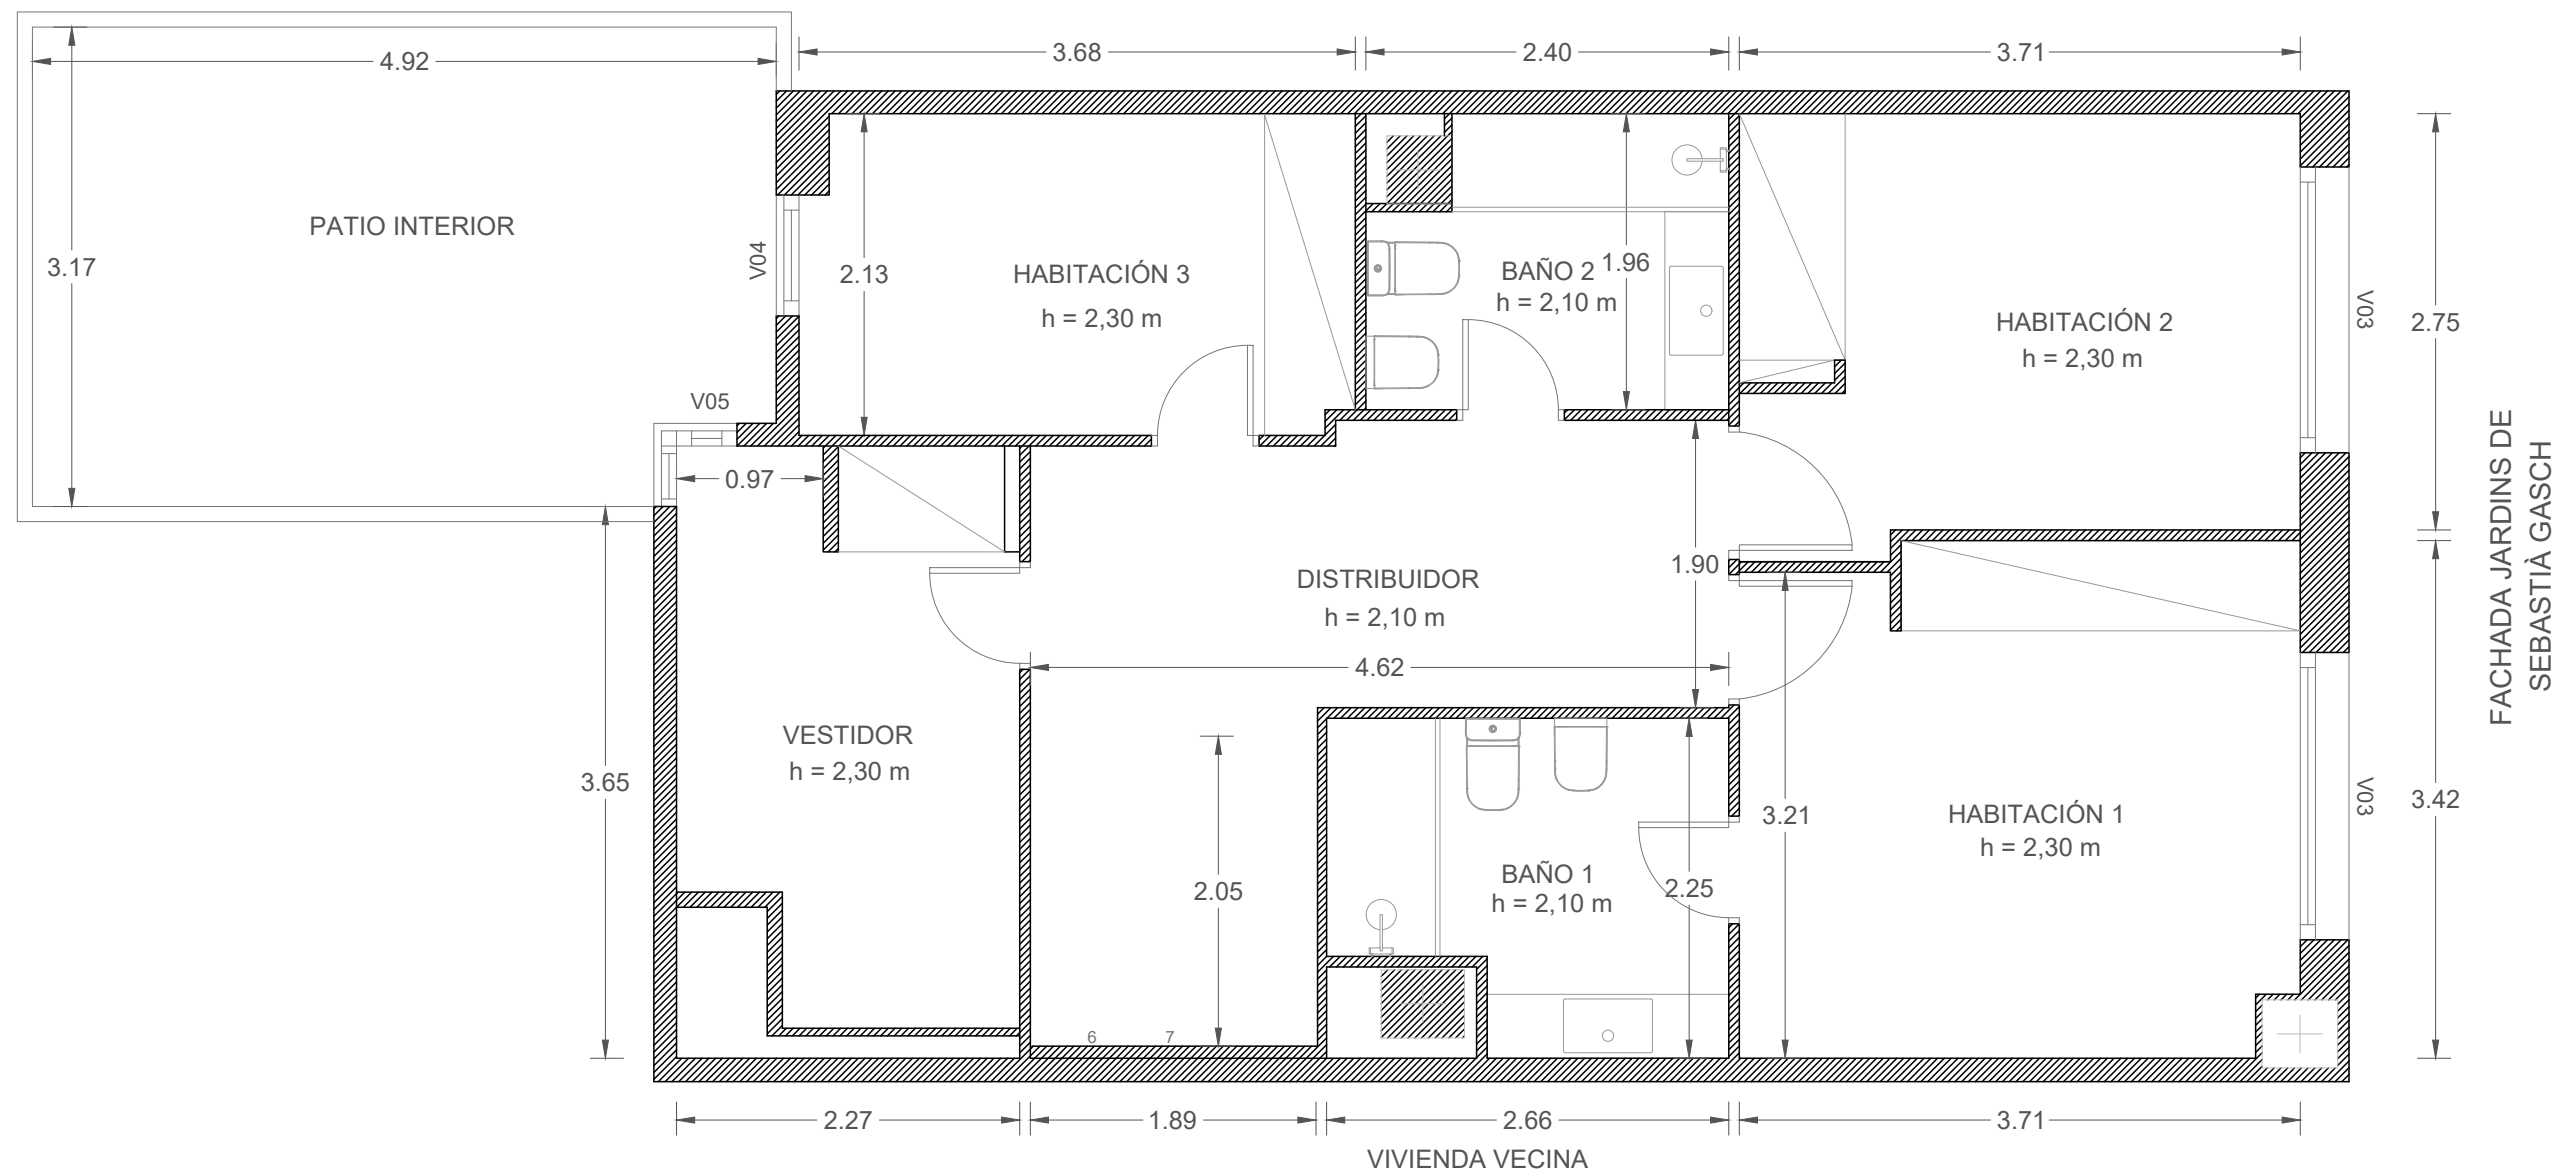 3.68
2.40
3.71
4.92
PATIO INTERIOR
3.17
V04
2.13
HABITACIÓN 3
h = 2,30 m
BAÑO 2
h = 2,10 m
1.96
HABITACIÓN 2
h = 2,30 m
V03
2.75
V05
0.97
FACHADA JARDINS DE
SEBASTIÀ GASCH
DISTRIBUIDOR
h = 2,10 m
1.90
4.62
VESTIDOR
h = 2,30 m
3.65
2.05
BAÑO 1
h = 2,10 m
2.25
3.21
HABITACIÓN 1
h = 2,30 m
V03
3.42
6
7
2.27
1.89
2.66
3.71
VIVIENDA VECINA